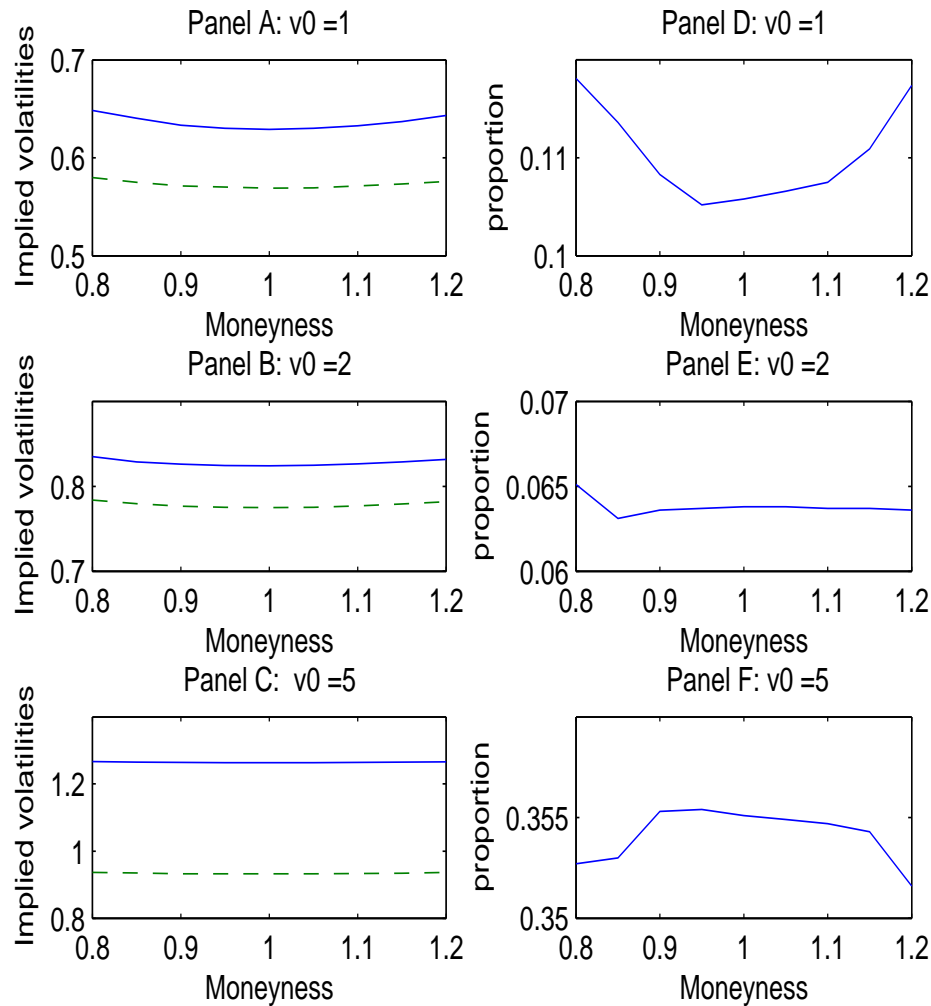 Panel A: v0 =1
Implied volatilities
0.7
0.6
0.5
0.8 0.9 1 1.1 1.2
Moneyness
Panel D: v0 =1
proportion
0.11
0.1
0.8 0.9 1 1.1 1.2
Moneyness
Panel B: v0 =2
Implied volatilities
0.8
0.7
0.8 0.9 1 1.1 1.2
Moneyness
Panel E: v0 =2
proportion
0.07
0.065
0.06
0.8 0.9 1 1.1 1.2
Moneyness
Panel C: v0 =5
Implied volatilities
1.2
1
0.8
0.8 0.9 1 1.1 1.2
Moneyness
Panel F: v0 =5
proportion
0.355
0.35
0.8 0.9 1 1.1 1.2
Moneyness